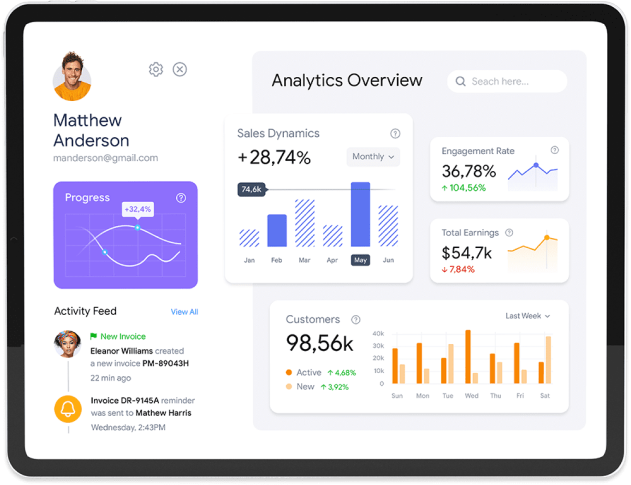 Matthew
Anderson
manderson@gmail.com
Progress
?
+32,4%
Activity Feed
View All
New Invoice
Eleanor Williams created
a new invoice PM-89043H
22 min ago
Invoice DR-9145A reminder
was sent to Mathew Harris
Wednesday, 2:43PM
Analytics Overview
Seach here...
Sales Dynamics
?
+28,74%
Monthly
74,6k
Jan Feb Mar Apr May Jun
Engagement Rate
?
36,78%
↑ 104,56%
Total Earnings
?
$54,7k
↓ 7,84%
Customers
?
Last Week
98,56k
Active ↑ 4,68%
New ↑ 3,92%
40k
30k
20k
10k
0
Sun Mon Tue Wed Thu Fri Sat